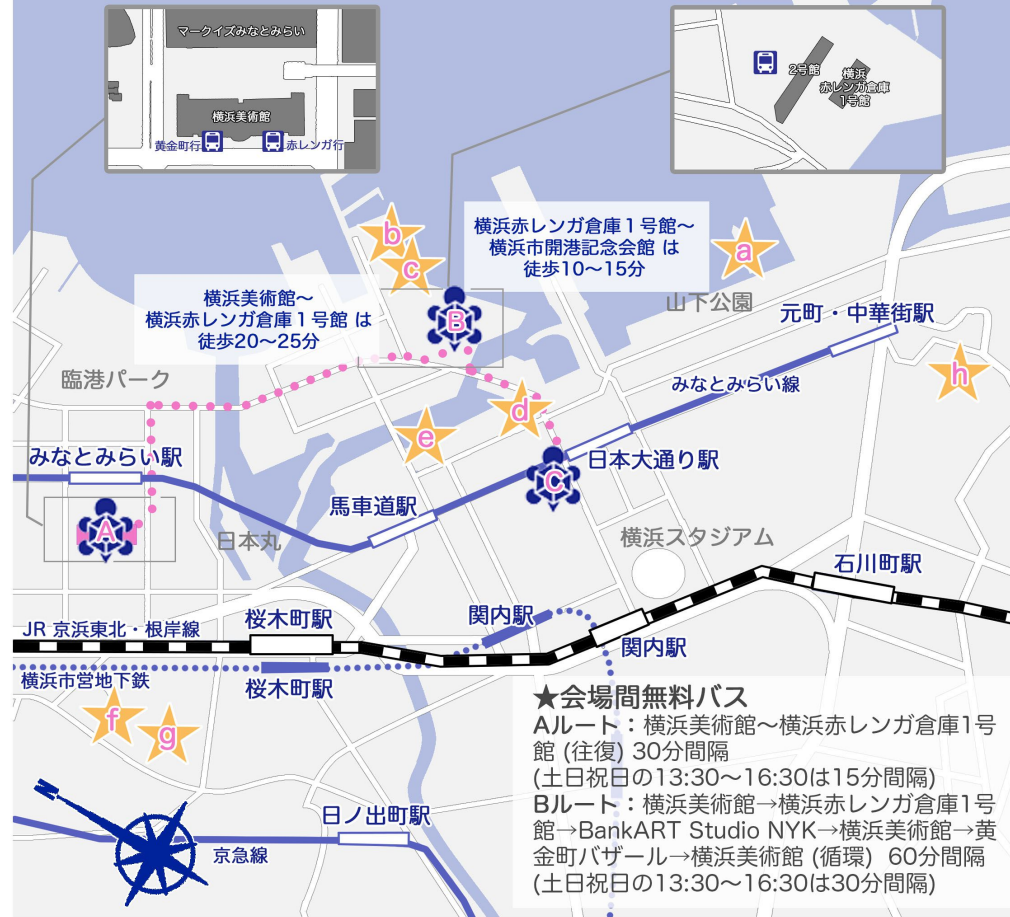 マークイズみなとみらい
横浜美術館
黄金町行
赤レンガ行
2号館
横浜
赤レンガ倉庫
1号館
b
c
横浜赤レンガ倉庫1号館〜
横浜市開港記念会館 は
徒歩10〜15分
a
山下公園
横浜美術館〜
横浜赤レンガ倉庫1号館 は
徒歩20〜25分
B
元町・中華街駅
臨港パーク
みなとみらい線
h
d
e
みなとみらい駅
日本大通り駅
C
馬車道駅
A
日本丸
横浜スタジアム
石川町駅
桜木町駅
関内駅
JR 京浜東北・根岸線
関内駅
横浜市営地下鉄
桜木町駅
f
g
★会場間無料バス
Aルート：横浜美術館〜横浜赤レンガ倉庫1号
館 (往復) 30分間隔
(土日祝日の13:30〜16:30は15分間隔)
Bルート：横浜美術館→横浜赤レンガ倉庫1号
館→BankART Studio NYK→横浜美術館→黄
金町バザール→横浜美術館 (循環) 60分間隔
(土日祝日の13:30〜16:30は30分間隔)
N
日ノ出町駅
京急線